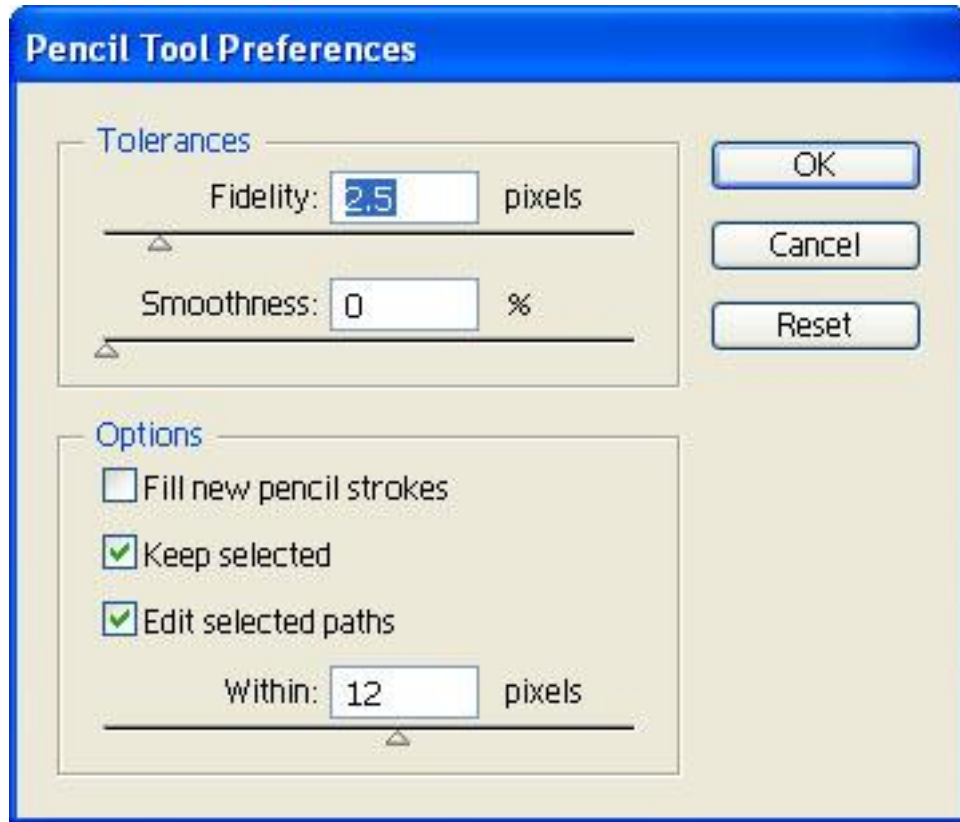 Pencil Tool Preferences
Tolerances
Fidelity: 2.5 pixels
Smoothness: 0 %
OK
Cancel
Reset
Options
Fill new pencil strokes
Keep selected
Edit selected paths
Within: 12 pixels